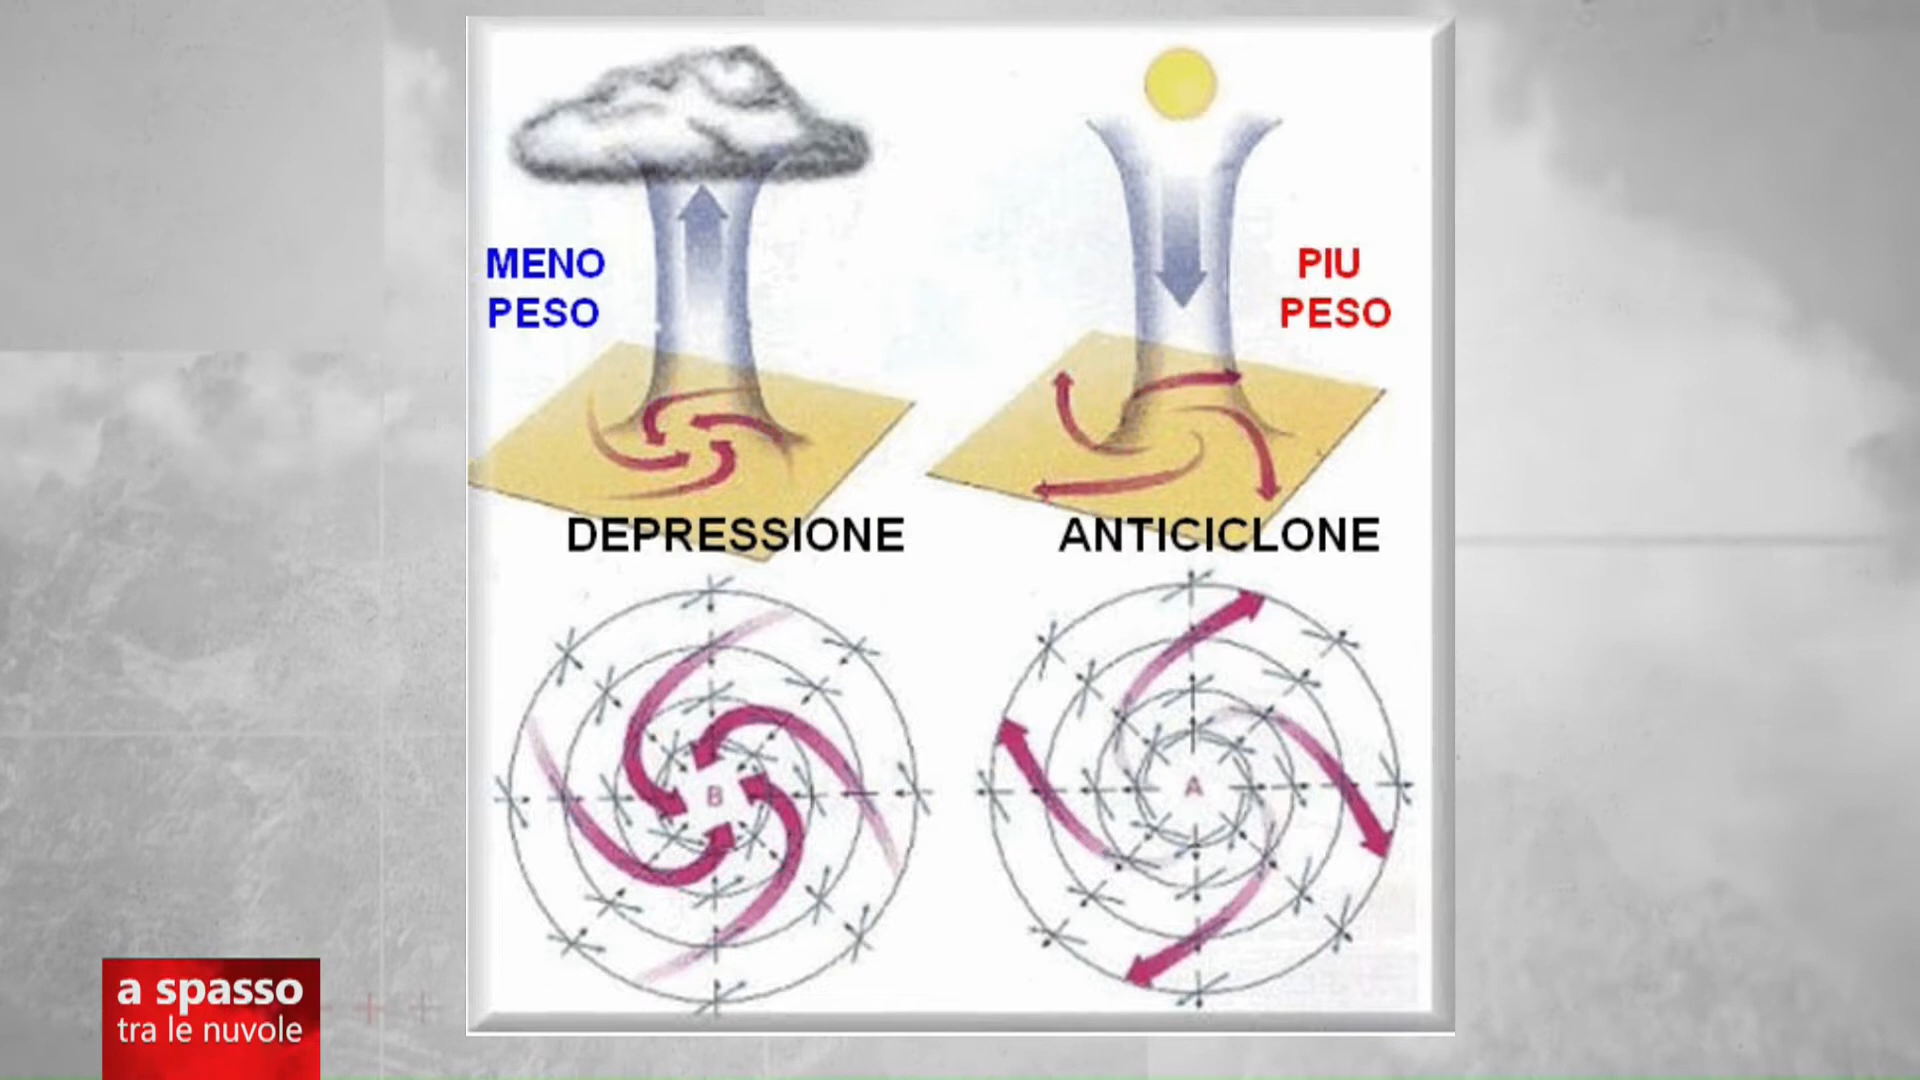 MENO
PESO
PIU
PESO
DEPRESSIONE
ANTICICLONE
B
A
a spasso
tra le nuvole